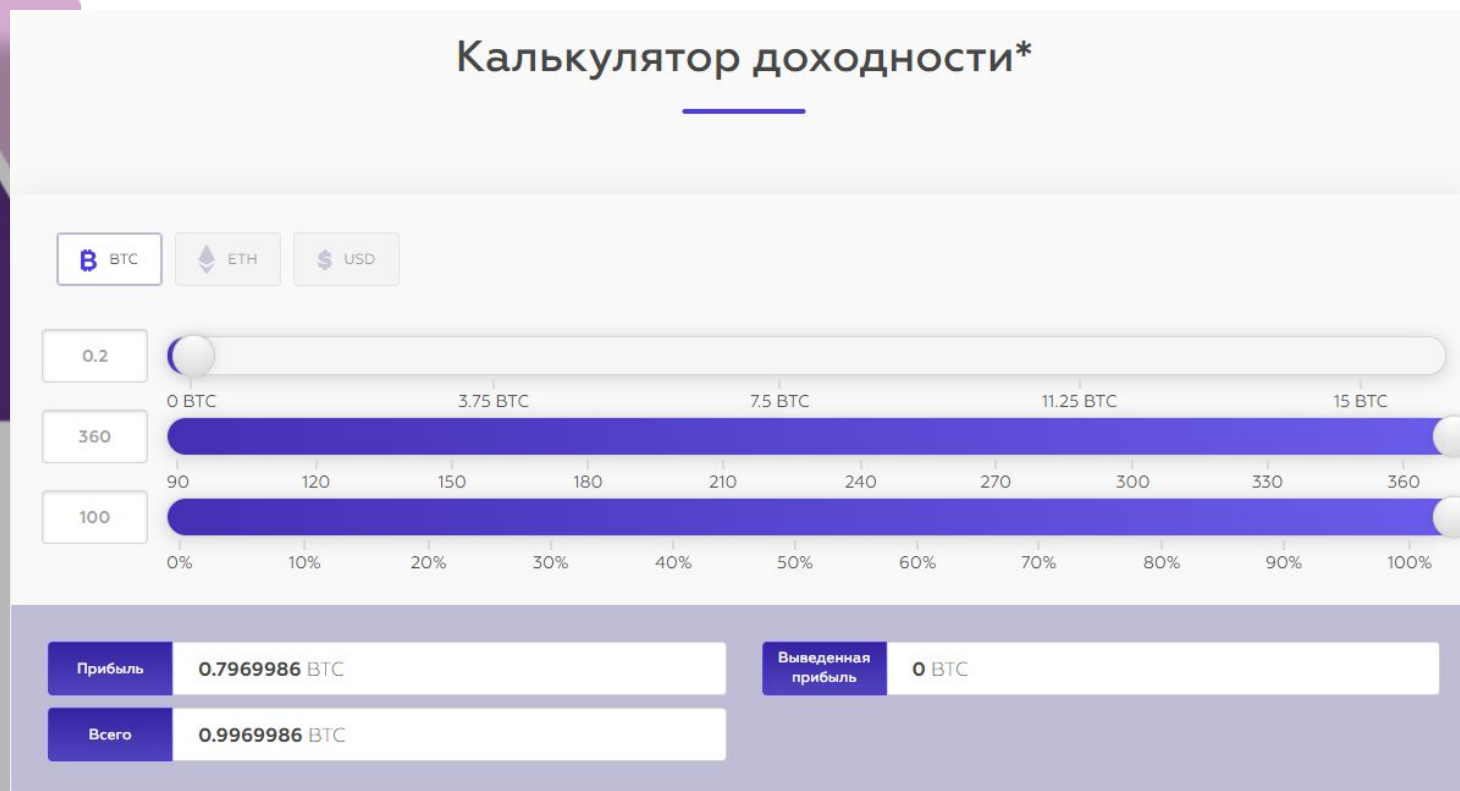 Калькулятор доходности*
BTC ETH $ USD
0.2
0 BTC 3.75 BTC 7.5 BTC 11.25 BTC 15 BTC
360
90 120 150 180 210 240 270 300 330 360
100
0% 10% 20% 30% 40% 50% 60% 70% 80% 90% 100%
Прибыль 0.7969986 BTC
Выведенная
прибыль 0 BTC
Всего 0.9969986 BTC